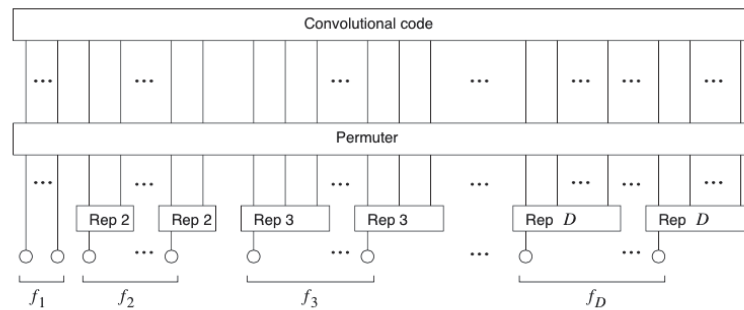 Convolutional code
... ... ... ... ... ... ...
Permuter
... ... ... ... ... ... ...
Rep 2 Rep 2 Rep 3 Rep 3 Rep D Rep D
... ... ... ...
f1 f2 f3 fD